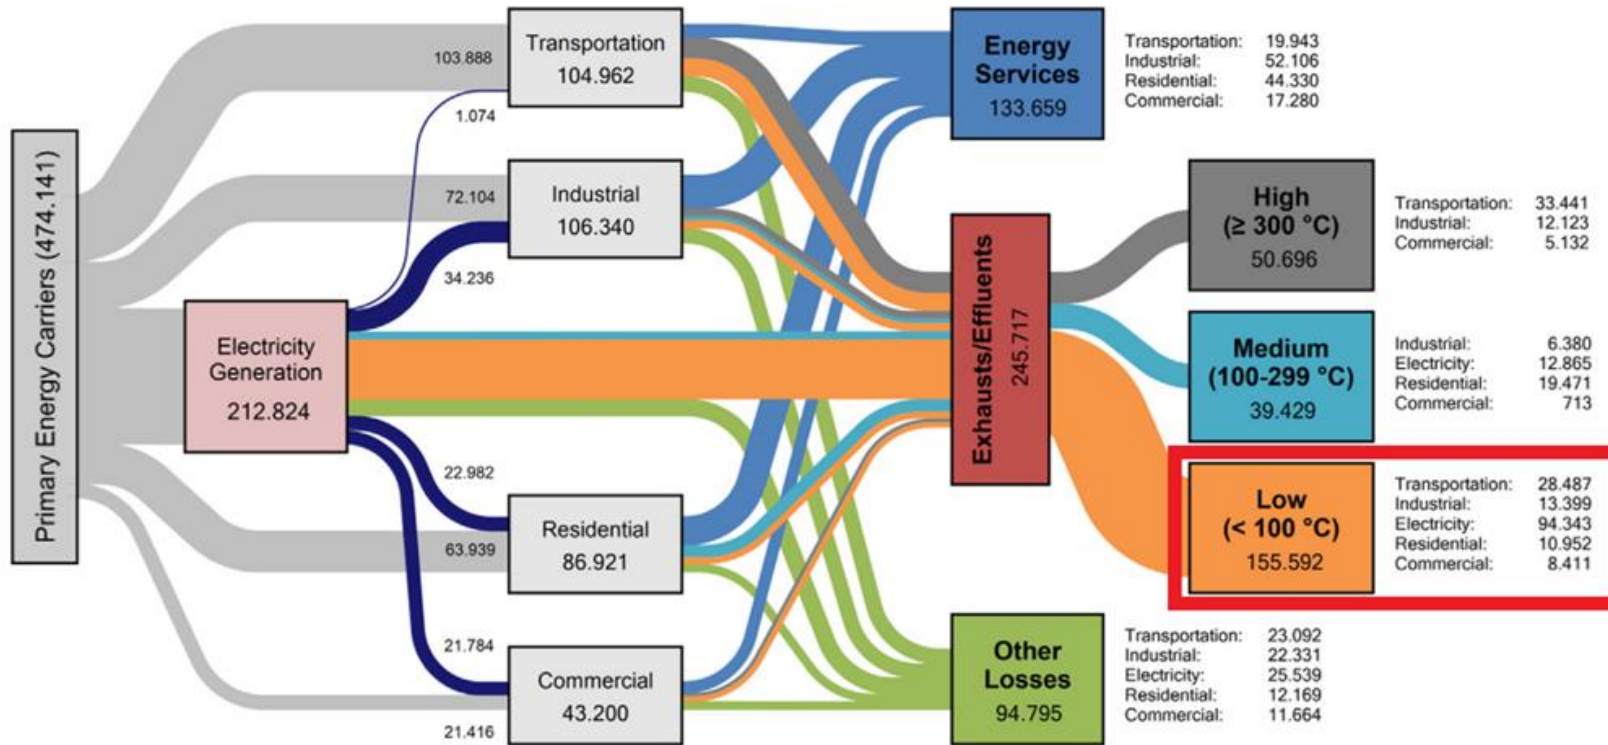 Primary Energy Carriers (474.141)
103.888
1.074
72.104
34.236
22.982
63.939
21.784
21.416
Electricity
Generation
212.824
Transportation
104.962
Industrial
106.340
Residential
86.921
Commercial
43.200
Energy
Services
133.659
Transportation: 19.943
Industrial: 52.106
Residential: 44.330
Commercial: 17.280
Exhausts/Effluents
245.717
High
(≥ 300 °C)
50.696
Transportation: 33.441
Industrial: 12.123
Commercial: 5.132
Medium
(100-299 °C)
39.429
Industrial: 6.380
Electricity: 12.865
Residential: 19.471
Commercial: 713
Low
(< 100 °C)
155.592
Transportation: 28.487
Industrial: 13.399
Electricity: 94.343
Residential: 10.952
Commercial: 8.411
Other
Losses
94.795
Transportation: 23.092
Industrial: 22.331
Electricity: 25.539
Residential: 12.169
Commercial: 11.664